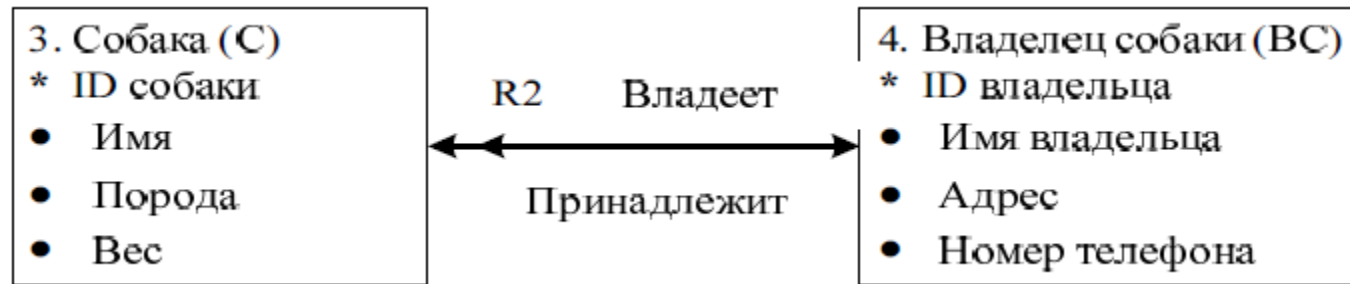 3. Собака (С)
* ID собаки
● Имя
● Порода
● Вес
R2 Владеет
Принадлежит
4. Владелец собаки (ВС)
* ID владельца
● Имя владельца
● Адрес
● Номер телефона